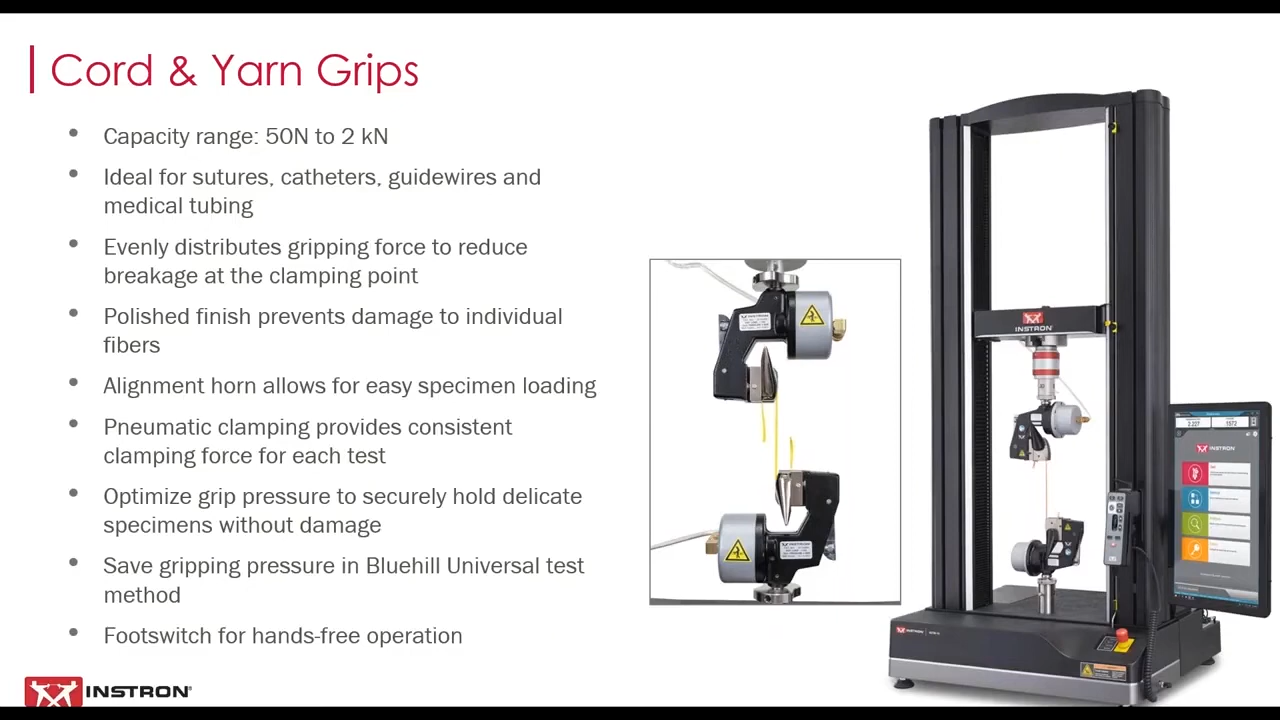 Cord & Yarn Grips
• Capacity range: 50N to 2 kN
• Ideal for sutures, catheters, guidewires and
medical tubing
• Evenly distributes gripping force to reduce
breakage at the clamping point
• Polished finish prevents damage to individual
fibers
• Alignment horn allows for easy specimen loading
• Pneumatic clamping provides consistent
clamping force for each test
• Optimize grip pressure to securely hold delicate
specimens without damage
• Save gripping pressure in Bluehill Universal test
method
• Footswitch for hands-free operation
INSTRON®
INSTRON
INSTRON
INSTRON
INSTRON
INSTRON